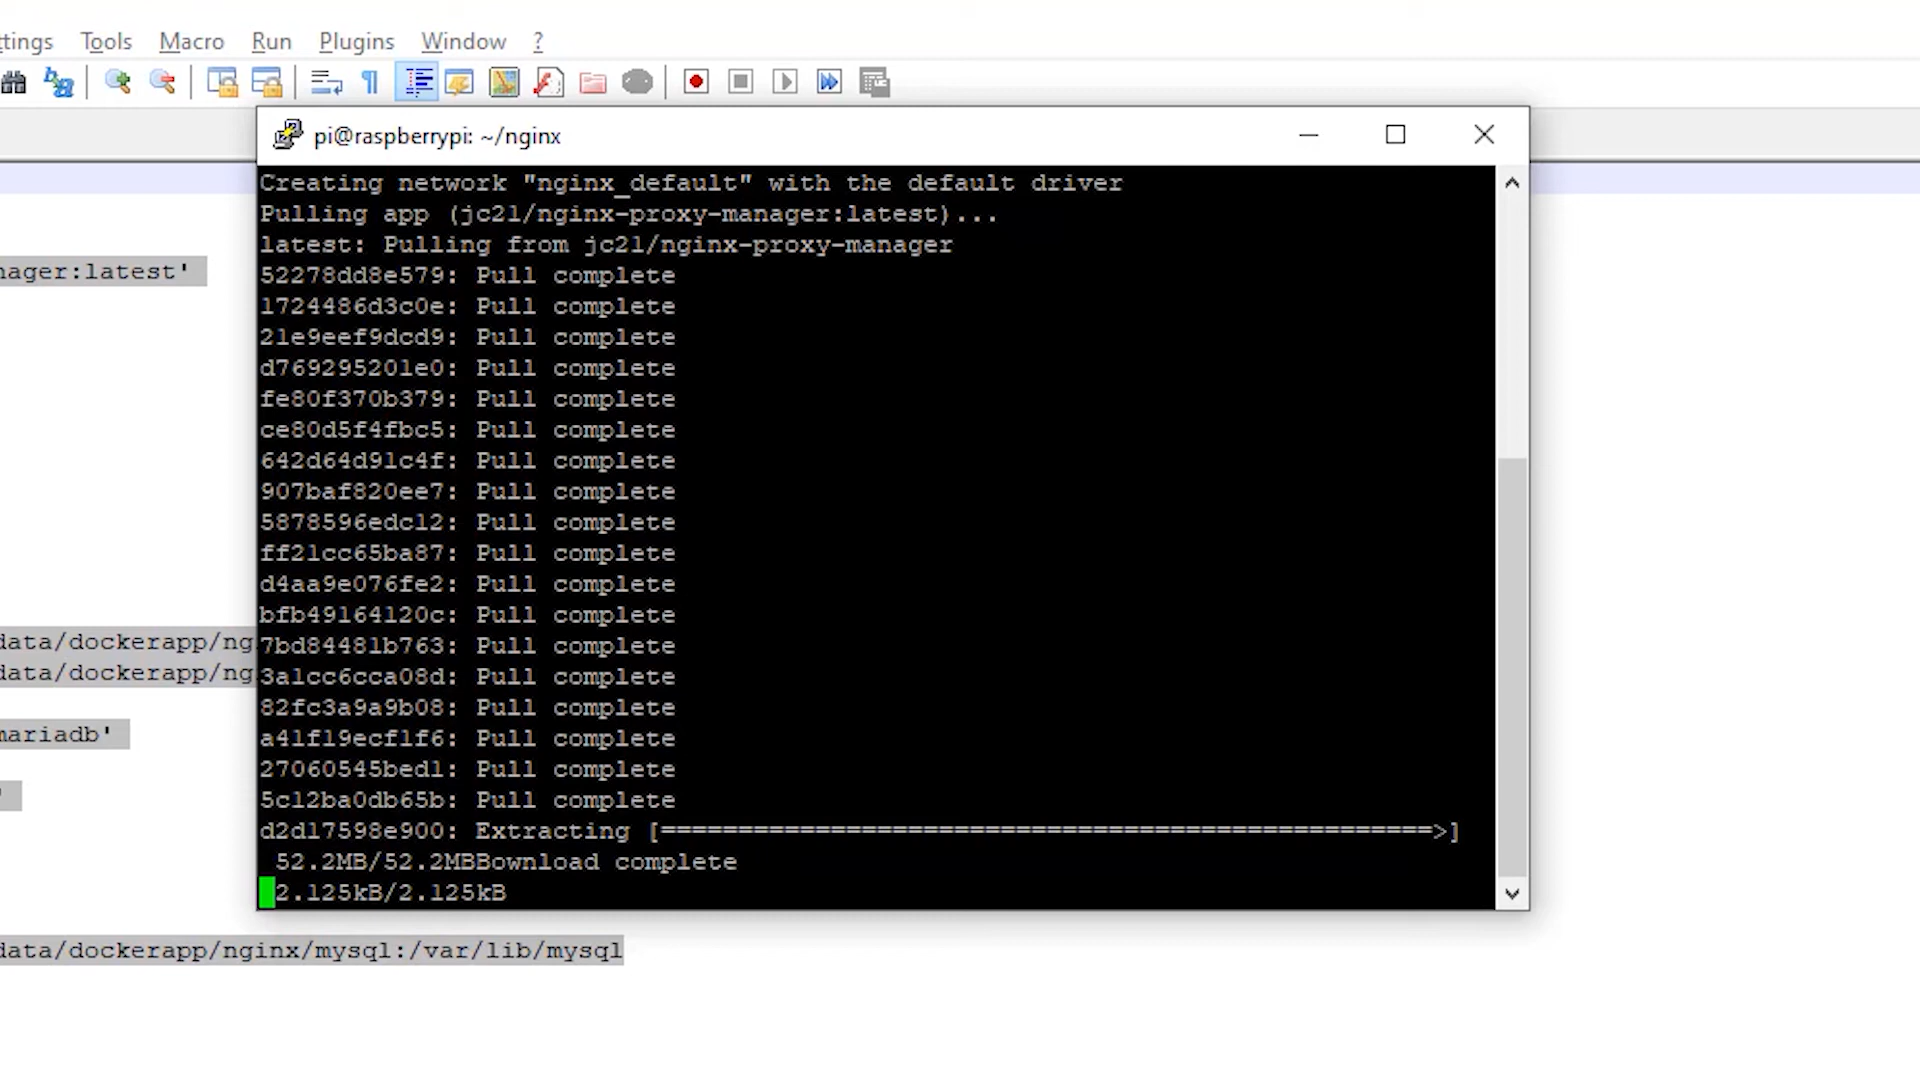 ttings Tools Macro Run Plugins Window ?
pi@raspberrypi: ~/nginx
Creating network "nginx_default" with the default driver
Pulling app (jc21/nginx-proxy-manager:latest)...
latest: Pulling from jc21/nginx-proxy-manager
nager:latest'
52278dd8e579: Pull complete
1724486d3c0e: Pull complete
21e9eef9dcd9: Pull complete
d769295201e0: Pull complete
fe80f370b379: Pull complete
ce80d5f4fbc5: Pull complete
642d64d91c4f: Pull complete
907baf820ee7: Pull complete
5878596edc12: Pull complete
ff21cc65ba87: Pull complete
d4aa9e076fe2: Pull complete
bfb49164120c: Pull complete
data/dockerapp/ng
7bd84481b763: Pull complete
data/dockerapp/ng
3a1cc6cca08d: Pull complete
82fc3a9a9b08: Pull complete
mariadb'
a41f19ecf1f6: Pull complete
27060545bed1: Pull complete
'
5c12ba0db65b: Pull complete
d2d17598e900: Extracting [==================================================>]
52.2MB/52.2MBBownload complete
2.125kB/2.125kB
data/dockerapp/nginx/mysql:/var/lib/mysql